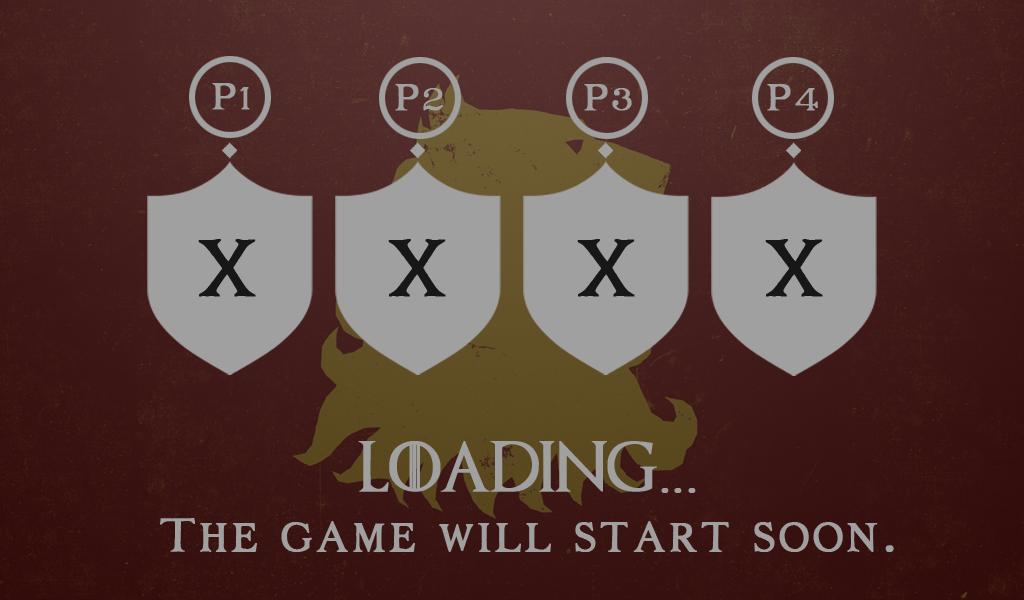 P1 P2 P3 P4
X X X X
LOADING...
THE GAME WILL START SOON.